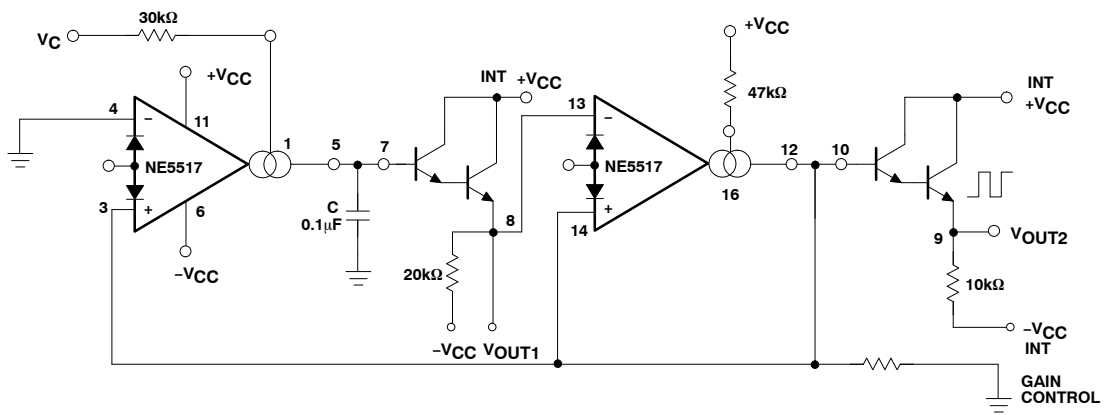 30kΩ
VC
+VCC
4
11
−
NE5517
1
3
+
6
−VCC
5
7
C
0.1μF
INT
+VCC
8
20kΩ
−VCC
VOUT1
+VCC
47kΩ
13
−
NE5517
+
14
16
12
10
INT
+VCC
9
VOUT2
10kΩ
−VCC
INT
GAIN
CONTROL